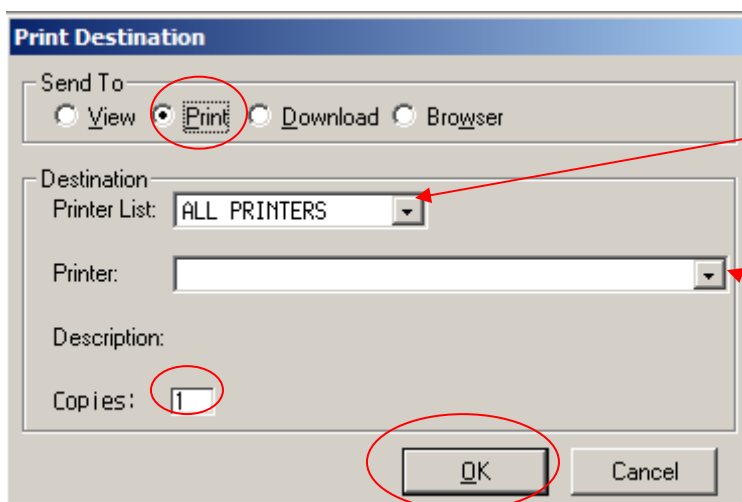 Print Destination
Send To
View Print Download Browser
Destination
Printer List: ALL PRINTERS
Printer:
Description:
Copies: 1
OK Cancel